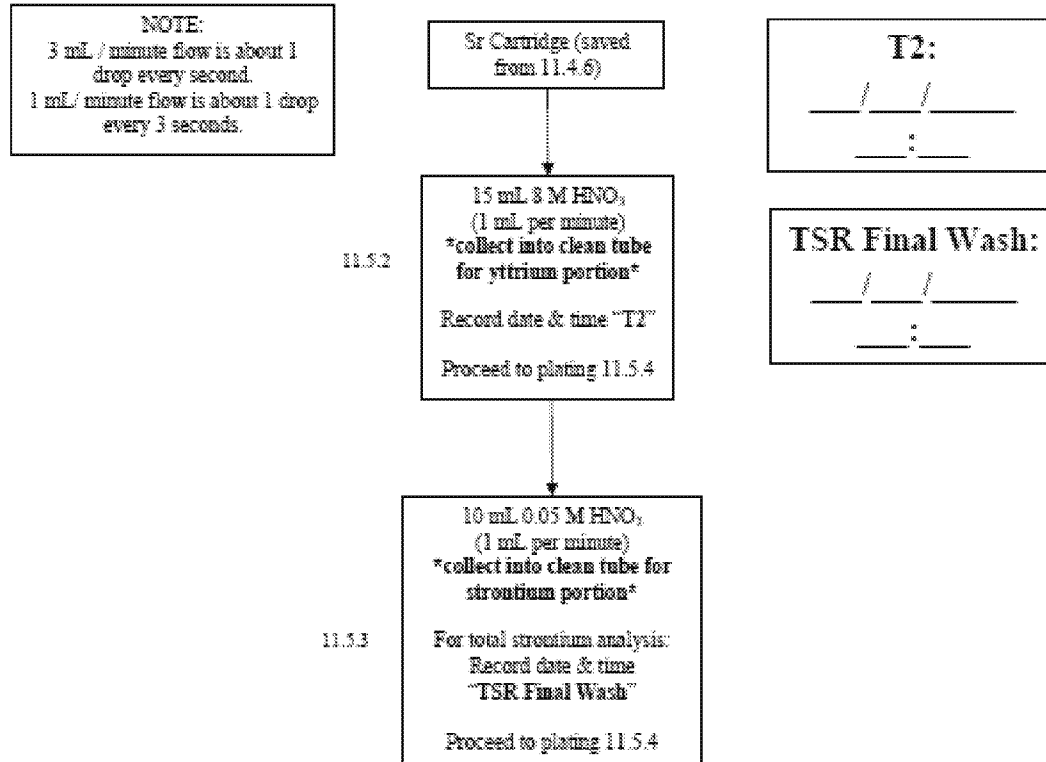 NOTE:
3 mL / minute flow is about 1
drop every second.
1 mL/ minute flow is about 1 drop
every 3 seconds.
Sr Cartridge (saved
from 11.4.6)
T2:
___/___/_____
___:___
TSR Final Wash:
___/___/_____
___:___
11.5.2
15 mL 8 M HNO₃
(1 mL per minute)
*collect into clean tube
for yttrium portion*
Record date & time "T2"
Proceed to plating 11.5.4
11.5.3
10 mL 0.05 M HNO₃
(1 mL per minute)
*collect into clean tube for
strontium portion*
For total strontium analysis:
Record date & time
"TSR Final Wash"
Proceed to plating 11.5.4